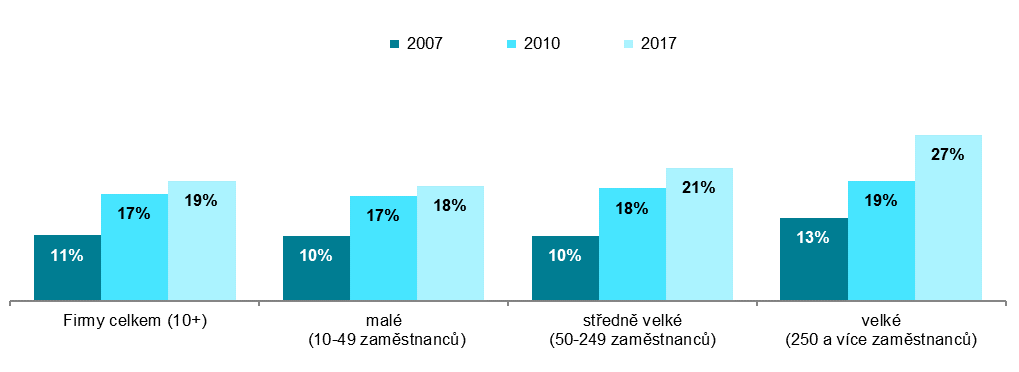 2007 2010 2017
11% 17% 19%
10% 17% 18%
10% 18% 21%
13% 19% 27%
Firmy celkem (10+)
malé
(10-49 zaměstnanců)
středně velké
(50-249 zaměstnanců)
velké
(250 a více zaměstnanců)